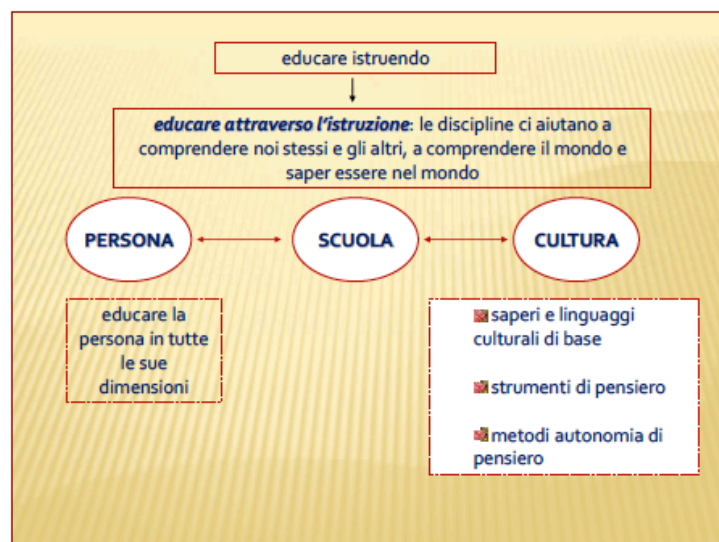 educare istruendo
educare attraverso l'istruzione: le discipline ci aiutano a
comprendere noi stessi e gli altri, a comprendere il mondo e
saper essere nel mondo
PERSONA
SCUOLA
CULTURA
educare la
persona in tutte
le sue
dimensioni
saperi e linguaggi
culturali di base
strumenti di pensiero
metodi autonomia di
pensiero